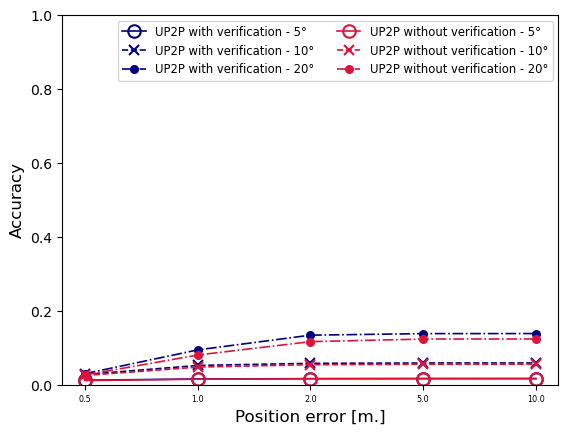 UP2P with verification - 5°
UP2P with verification - 10°
UP2P with verification - 20°
UP2P without verification - 5°
UP2P without verification - 10°
UP2P without verification - 20°
1.0
0.8
0.6
0.4
0.2
0.0
Accuracy
0.5 1.0 2.0 5.0 10.0
Position error [m.]